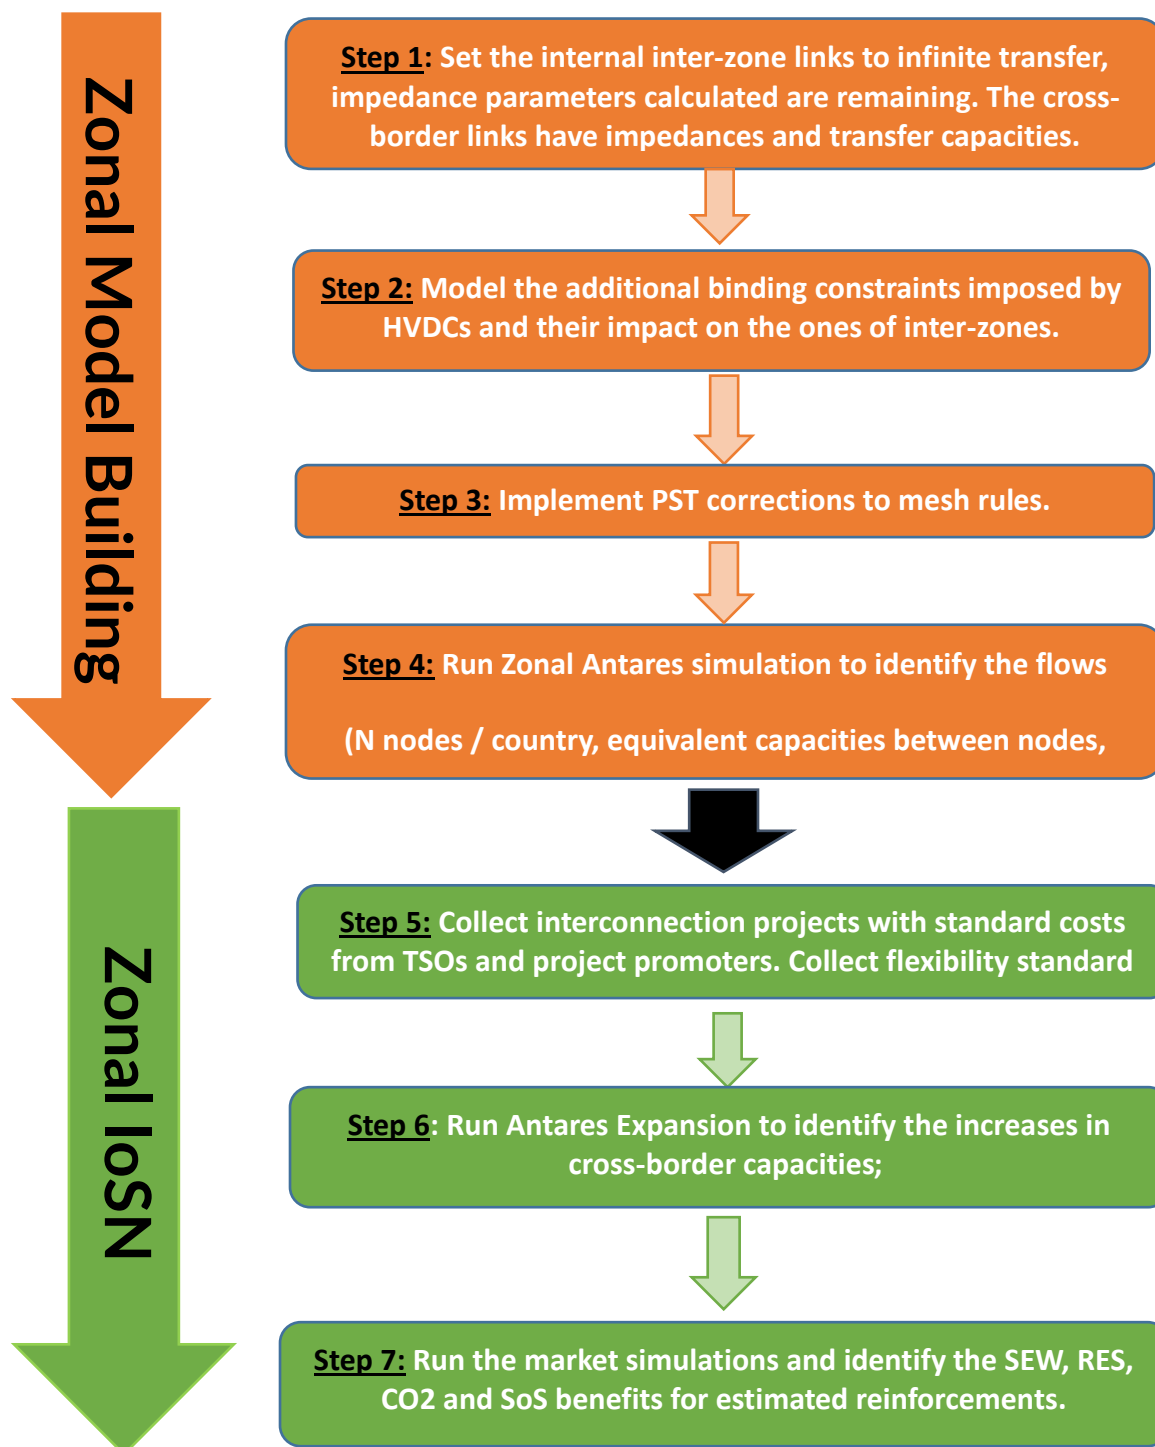 Zonal Model Building
Step 1: Set the internal inter-zone links to infinite transfer,
impedance parameters calculated are remaining. The cross-
border links have impedances and transfer capacities.
Step 2: Model the additional binding constraints imposed by
HVDCs and their impact on the ones of inter-zones.
Step 3: Implement PST corrections to mesh rules.
Step 4: Run Zonal Antares simulation to identify the flows
(N nodes / country, equivalent capacities between nodes,
Zonal IoSN
Step 5: Collect interconnection projects with standard costs
from TSOs and project promoters. Collect flexibility standard
Step 6: Run Antares Expansion to identify the increases in
cross-border capacities;
Step 7: Run the market simulations and identify the SEW, RES,
CO2 and SoS benefits for estimated reinforcements.